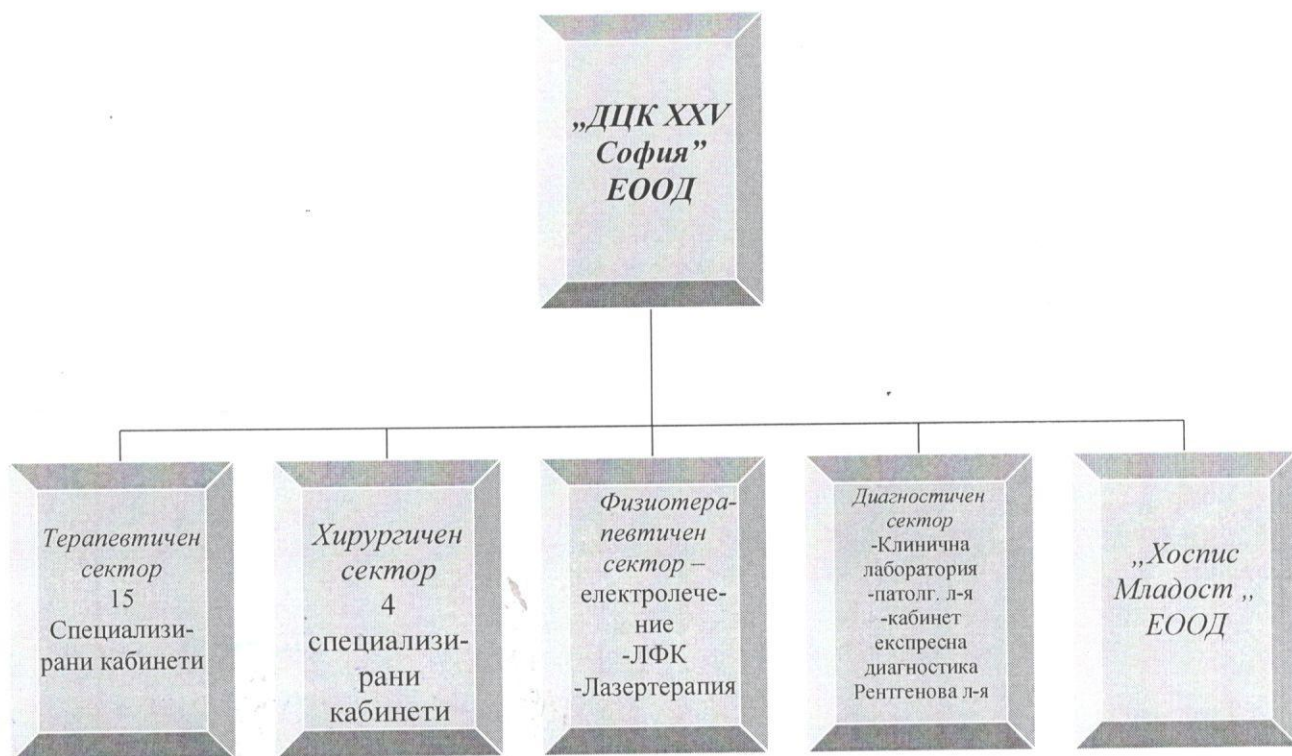 „ДЦК XXV
София”
ЕООД
Терапевтичен
сектор
15
Специализи-
рани кабинети
Хирургичен
сектор
4
специализи-
рани
кабинети
Физиотера-
певтичен
сектор –
електролече-
ние
-ЛФК
-Лазертерапия
Диагностичен
сектор
-Клинична
лаборатория
-патолг. л-я
-кабинет
експресна
диагностика
Рентгенова л-я
„Хоспис
Младост „
ЕООД